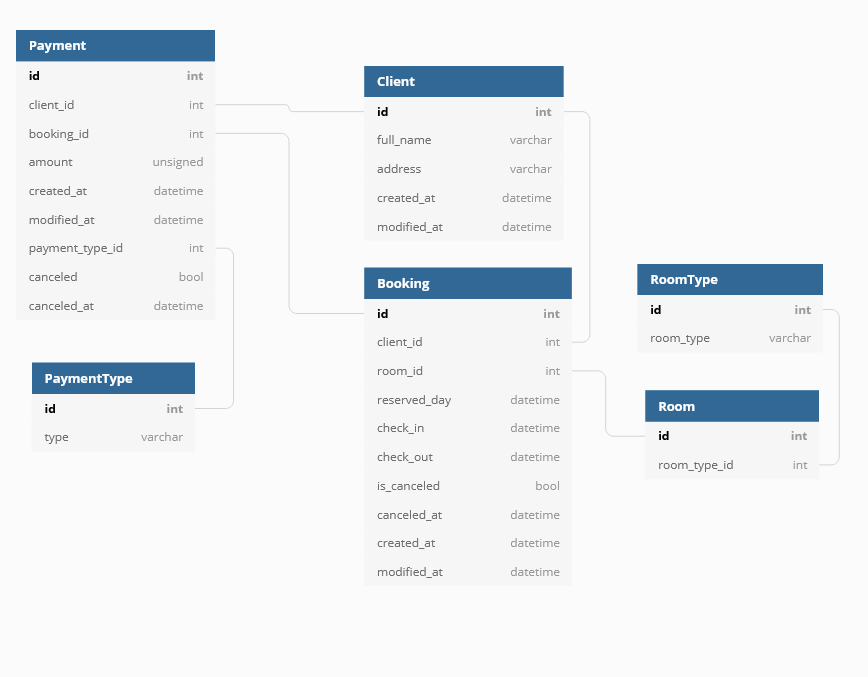 Payment
id int
client_id int
booking_id int
amount unsigned
created_at datetime
modified_at datetime
payment_type_id int
canceled bool
canceled_at datetime
PaymentType
id int
type varchar
Client
id int
full_name varchar
address varchar
created_at datetime
modified_at datetime
Booking
id int
client_id int
room_id int
reserved_day datetime
check_in datetime
check_out datetime
is_canceled bool
canceled_at datetime
created_at datetime
modified_at datetime
RoomType
id int
room_type varchar
Room
id int
room_type_id int